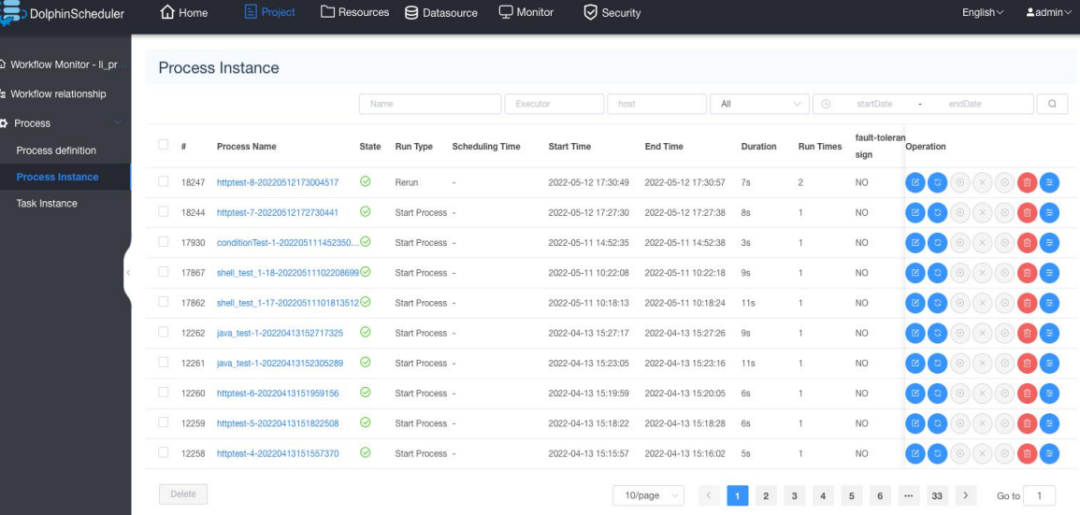 DolphinScheduler Home Project Resources Datasource Monitor Security English admin
Workflow Monitor - li_pr
Workflow relationship
Process
Process definition
Process Instance
Task Instance
Process Instance
Name Executor host All startDate - endDate
# Process Name State Run Type Scheduling Time Start Time End Time Duration Run Times fault-toleran sign Operation
18247 httptest-8-20220512173004517 Rerun - 2022-05-12 17:30:49 2022-05-12 17:30:57 7s 2 NO
18244 httptest-7-20220512172730441 Start Process - 2022-05-12 17:27:30 2022-05-12 17:27:38 8s 1 NO
17930 conditionTest-1-202205111452350... Start Process - 2022-05-11 14:52:35 2022-05-11 14:52:38 3s 1 NO
17867 shell_test_1-18-20220511102208699 Start Process - 2022-05-11 10:22:08 2022-05-11 10:22:18 9s 1 NO
17862 shell_test_1-17-20220511101813512 Start Process - 2022-05-11 10:18:13 2022-05-11 10:18:24 11s 1 NO
12262 java_test-1-20220413152717325 Start Process - 2022-04-13 15:27:17 2022-04-13 15:27:26 9s 1 NO
12261 java_test-1-20220413152305289 Start Process - 2022-04-13 15:23:05 2022-04-13 15:23:16 11s 1 NO
12260 httptest-6-20220413151959156 Start Process - 2022-04-13 15:19:59 2022-04-13 15:20:05 6s 1 NO
12259 httptest-5-20220413151822508 Start Process - 2022-04-13 15:18:22 2022-04-13 15:18:28 6s 1 NO
12258 httptest-4-20220413151557370 Start Process - 2022-04-13 15:15:57 2022-04-13 15:16:02 5s 1 NO
Delete 10/page 1 2 3 4 5 6 ... 33 Go to 1